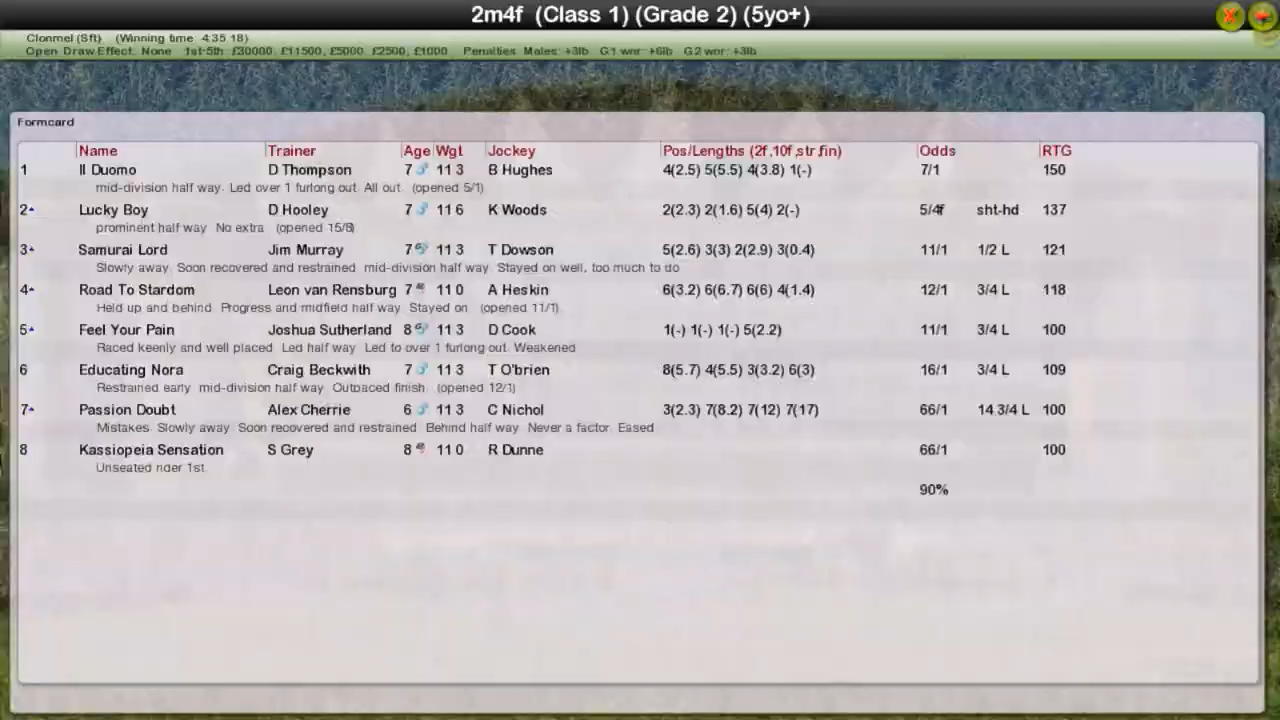 2m4f (Class 1) (Grade 2) (5yo+)
Clonmel (Sft) (Winning time: 4:35.18)
Open Draw Effect: None 1st-5th: £30000, £11500, £5000, £2500, £1000 Penalties Males: +3lb G1 wnr: +6lb G2 wnr: +3lb
Formcard
Name Trainer Age Wgt Jockey Pos/Lengths (2f,10f,str,fin) Odds RTG
1 Il Duomo D Thompson 7 11 3 B Hughes 4(2.5) 5(5.5) 4(3.8) 1(-) 7/1 150
mid-division half way. Led over 1 furlong out. All out. (opened 5/1)
2 Lucky Boy D Hooley 7 11 6 K Woods 2(2.3) 2(1.6) 5(4) 2(-) 5/4f sht-hd 137
prominent half way. No extra. (opened 15/8)
3 Samurai Lord Jim Murray 7 11 3 T Dowson 5(2.6) 3(3) 2(2.9) 3(0.4) 11/1 1/2 L 121
Slowly away. Soon recovered and restrained. mid-division half way. Stayed on well, too much to do
4 Road To Stardom Leon van Rensburg 7 11 0 A Heskin 6(3.2) 6(6.7) 6(6) 4(1.4) 12/1 3/4 L 118
Held up and behind. Progress and midfield half way. Stayed on. (opened 11/1)
5 Feel Your Pain Joshua Sutherland 8 11 3 D Cook 1(-) 1(-) 1(-) 5(2.2) 11/1 3/4 L 100
Raced keenly and well placed. Led half way. Led to over 1 furlong out. Weakened
6 Educating Nora Craig Beckwith 7 11 3 T O'brien 8(5.7) 4(5.5) 3(3.2) 6(3) 16/1 3/4 L 109
Restrained early. mid-division half way. Outpaced finish. (opened 12/1)
7 Passion Doubt Alex Cherrie 6 11 3 C Nichol 3(2.3) 7(8.2) 7(12) 7(17) 66/1 14 3/4 L 100
Mistakes. Slowly away. Soon recovered and restrained. Behind half way. Never a factor. Eased
8 Kassiopeia Sensation S Grey 8 11 0 R Dunne 66/1 100
Unseated rider 1st.
90%